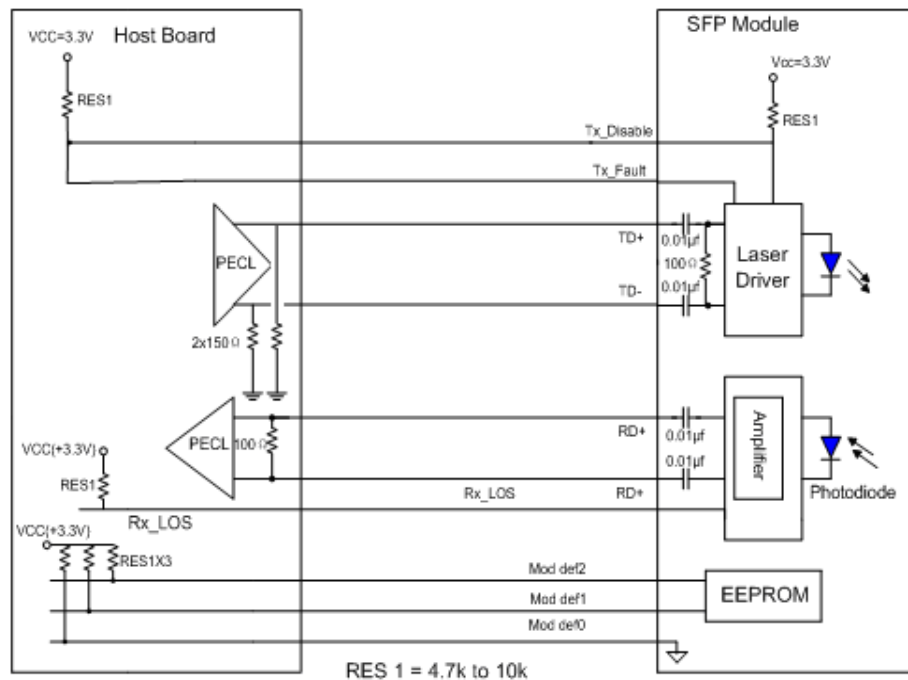 Host Board
SFP Module
VCC=3.3V
Vcc=3.3V
RES1
RES1
Tx_Disable
Tx_Fault
PECL
TD+
0.01µf
100Ω
0.01µf
TD-
Laser
Driver
2x150Ω
PECL
100Ω
RD+
0.01µf
0.01µf
RD+
Amplifier
Photodiode
VCC(+3.3V)
RES1
Rx_LOS
Rx_LOS
VCC(+3.3V)
RES1X3
Mod def2
Mod def1
Mod def0
EEPROM
RES 1 = 4.7k to 10k